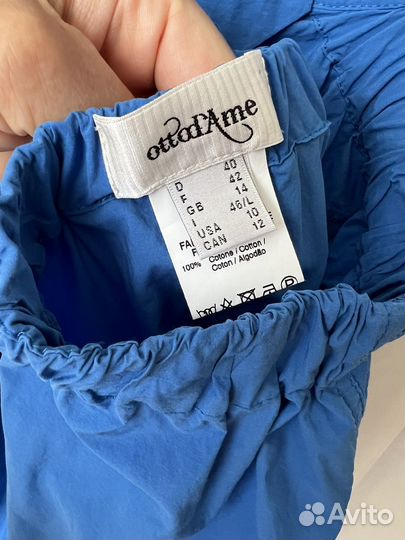 ottod'Ame
D 40
F 42
GB 14
I 46/L
USA 10
CAN 12
100% Cotone / Cotton /
Coton / Algodão
Avito